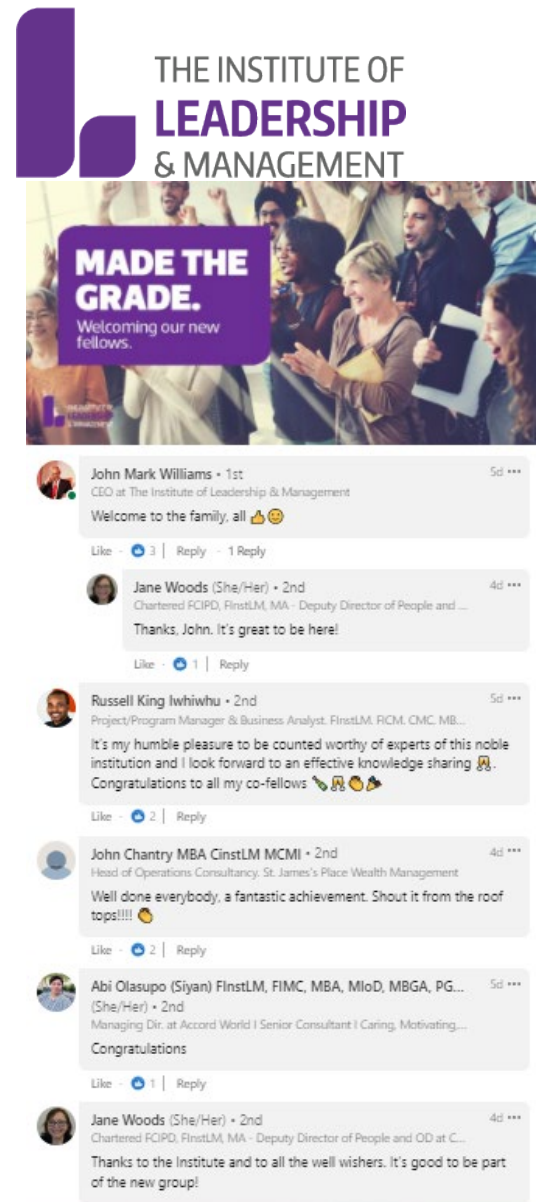 THE INSTITUTE OF
LEADERSHIP
& MANAGEMENT
MADE THE
GRADE.
Welcoming our new
fellows.
THE INSTITUTE OF
LEADERSHIP
& MANAGEMENT
John Mark Williams • 1st 5d •••
CEO at The Institute of Leadership & Management
Welcome to the family, all 👍🙂
Like · 3 | Reply · 1 Reply
Jane Woods (She/Her) • 2nd 4d •••
Chartered FCIPD, FInstLM, MA - Deputy Director of People and ...
Thanks, John. It's great to be here!
Like · 1 | Reply
Russell King Iwhiwhu • 2nd 5d •••
Project/Program Manager & Business Analyst. FInstLM. FICM. CMC. MB...
It's my humble pleasure to be counted worthy of experts of this noble
institution and I look forward to an effective knowledge sharing 🥂.
Congratulations to all my co-fellows 🍾🥂👏🎉
Like · 2 | Reply
John Chantry MBA CinstLM MCMI • 2nd 4d •••
Head of Operations Consultancy. St. James's Place Wealth Management
Well done everybody, a fantastic achievement. Shout it from the roof
tops!!!! 👏
Like · 2 | Reply
Abi Olasupo (Siyan) FInstLM, FIMC, MBA, MIoD, MBGA, PG... 5d •••
(She/Her) • 2nd
Managing Dir. at Accord World I Senior Consultant I Caring, Motivating,...
Congratulations
Like · 1 | Reply
Jane Woods (She/Her) • 2nd 4d •••
Chartered FCIPD, FInstLM, MA - Deputy Director of People and OD at C...
Thanks to the Institute and to all the well wishers. It's good to be part
of the new group!